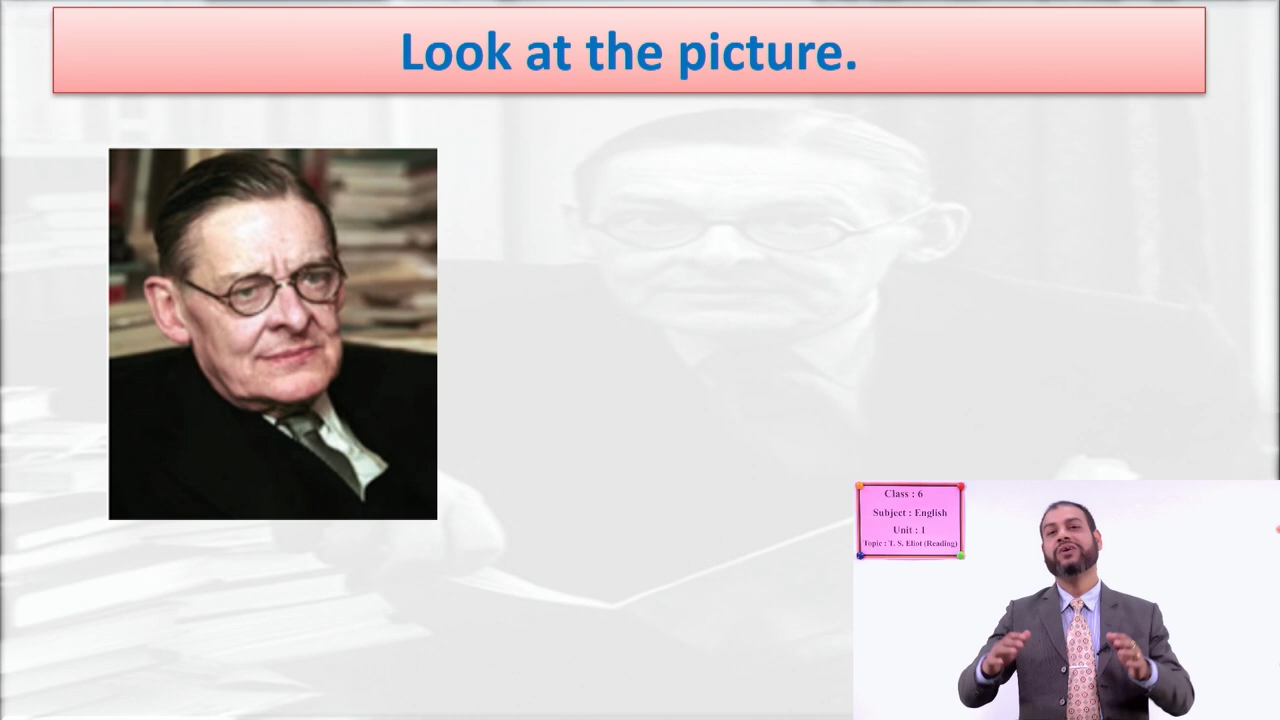 Look at the picture.
Class : 6
Subject : English
Unit : 1
Topic : T. S. Eliot (Reading)